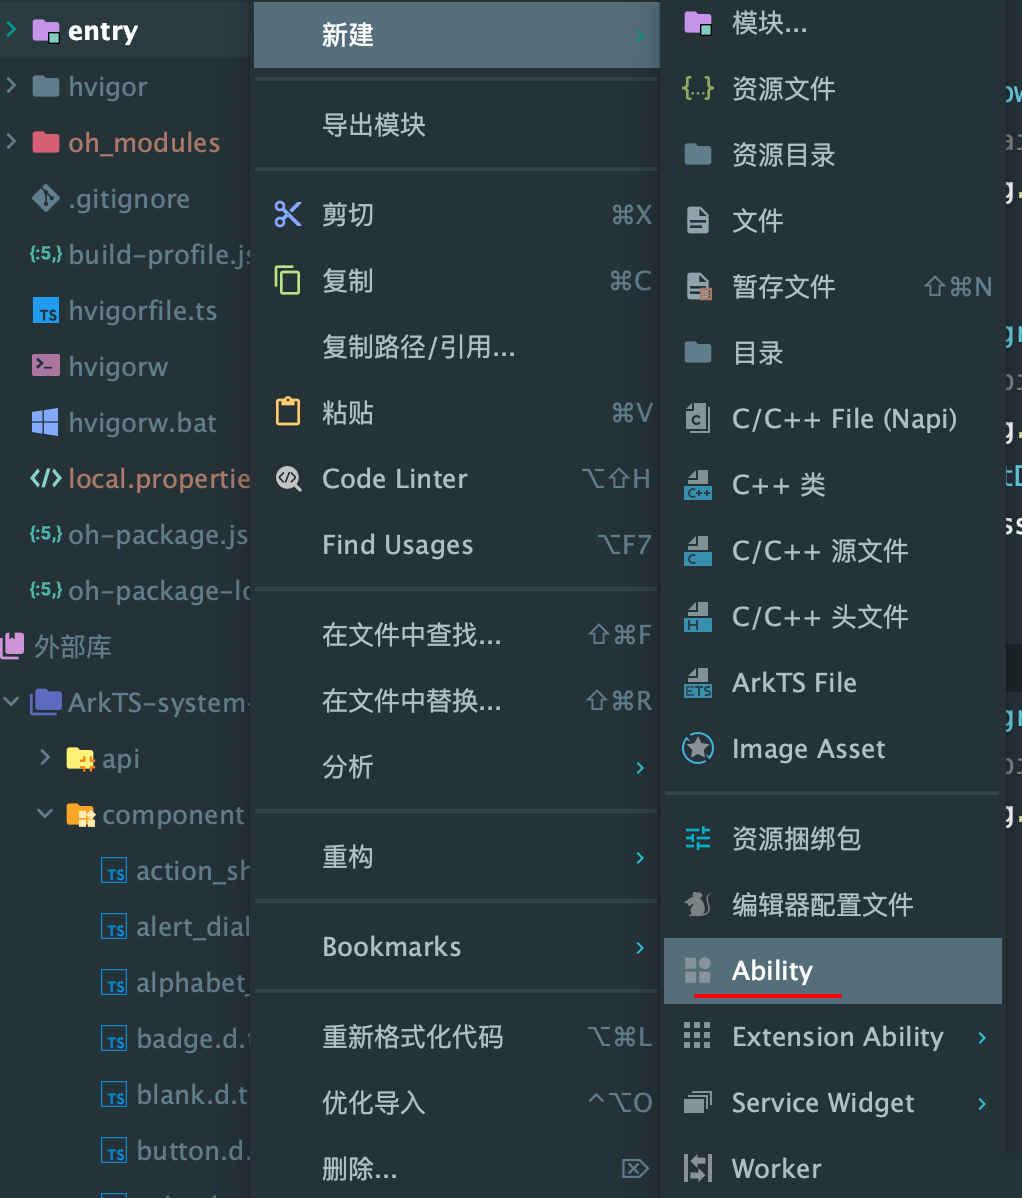 entry
hvigor
oh_modules
.gitignore
build-profile.js
hvigorfile.ts
hvigorw
hvigorw.bat
local.propertie
oh-package.js
oh-package-lo
外部库
ArkTS-system-
api
component
action_sh
alert_dial
alphabet_
badge.d.t
blank.d.t
button.d.
新建
导出模块
剪切 ⌘X
复制 ⌘C
复制路径/引用...
粘贴 ⌘V
Code Linter ⌥⇧H
Find Usages ⌥F7
在文件中查找... ⇧⌘F
在文件中替换... ⇧⌘R
分析
重构
Bookmarks
重新格式化代码 ⌥⌘L
优化导入 ^⌥O
删除... ⌦
模块...
资源文件
资源目录
文件
暂存文件 ⇧⌘N
目录
C/C++ File (Napi)
C++ 类
C/C++ 源文件
C/C++ 头文件
ArkTS File
Image Asset
资源捆绑包
编辑器配置文件
Ability
Extension Ability
Service Widget
Worker